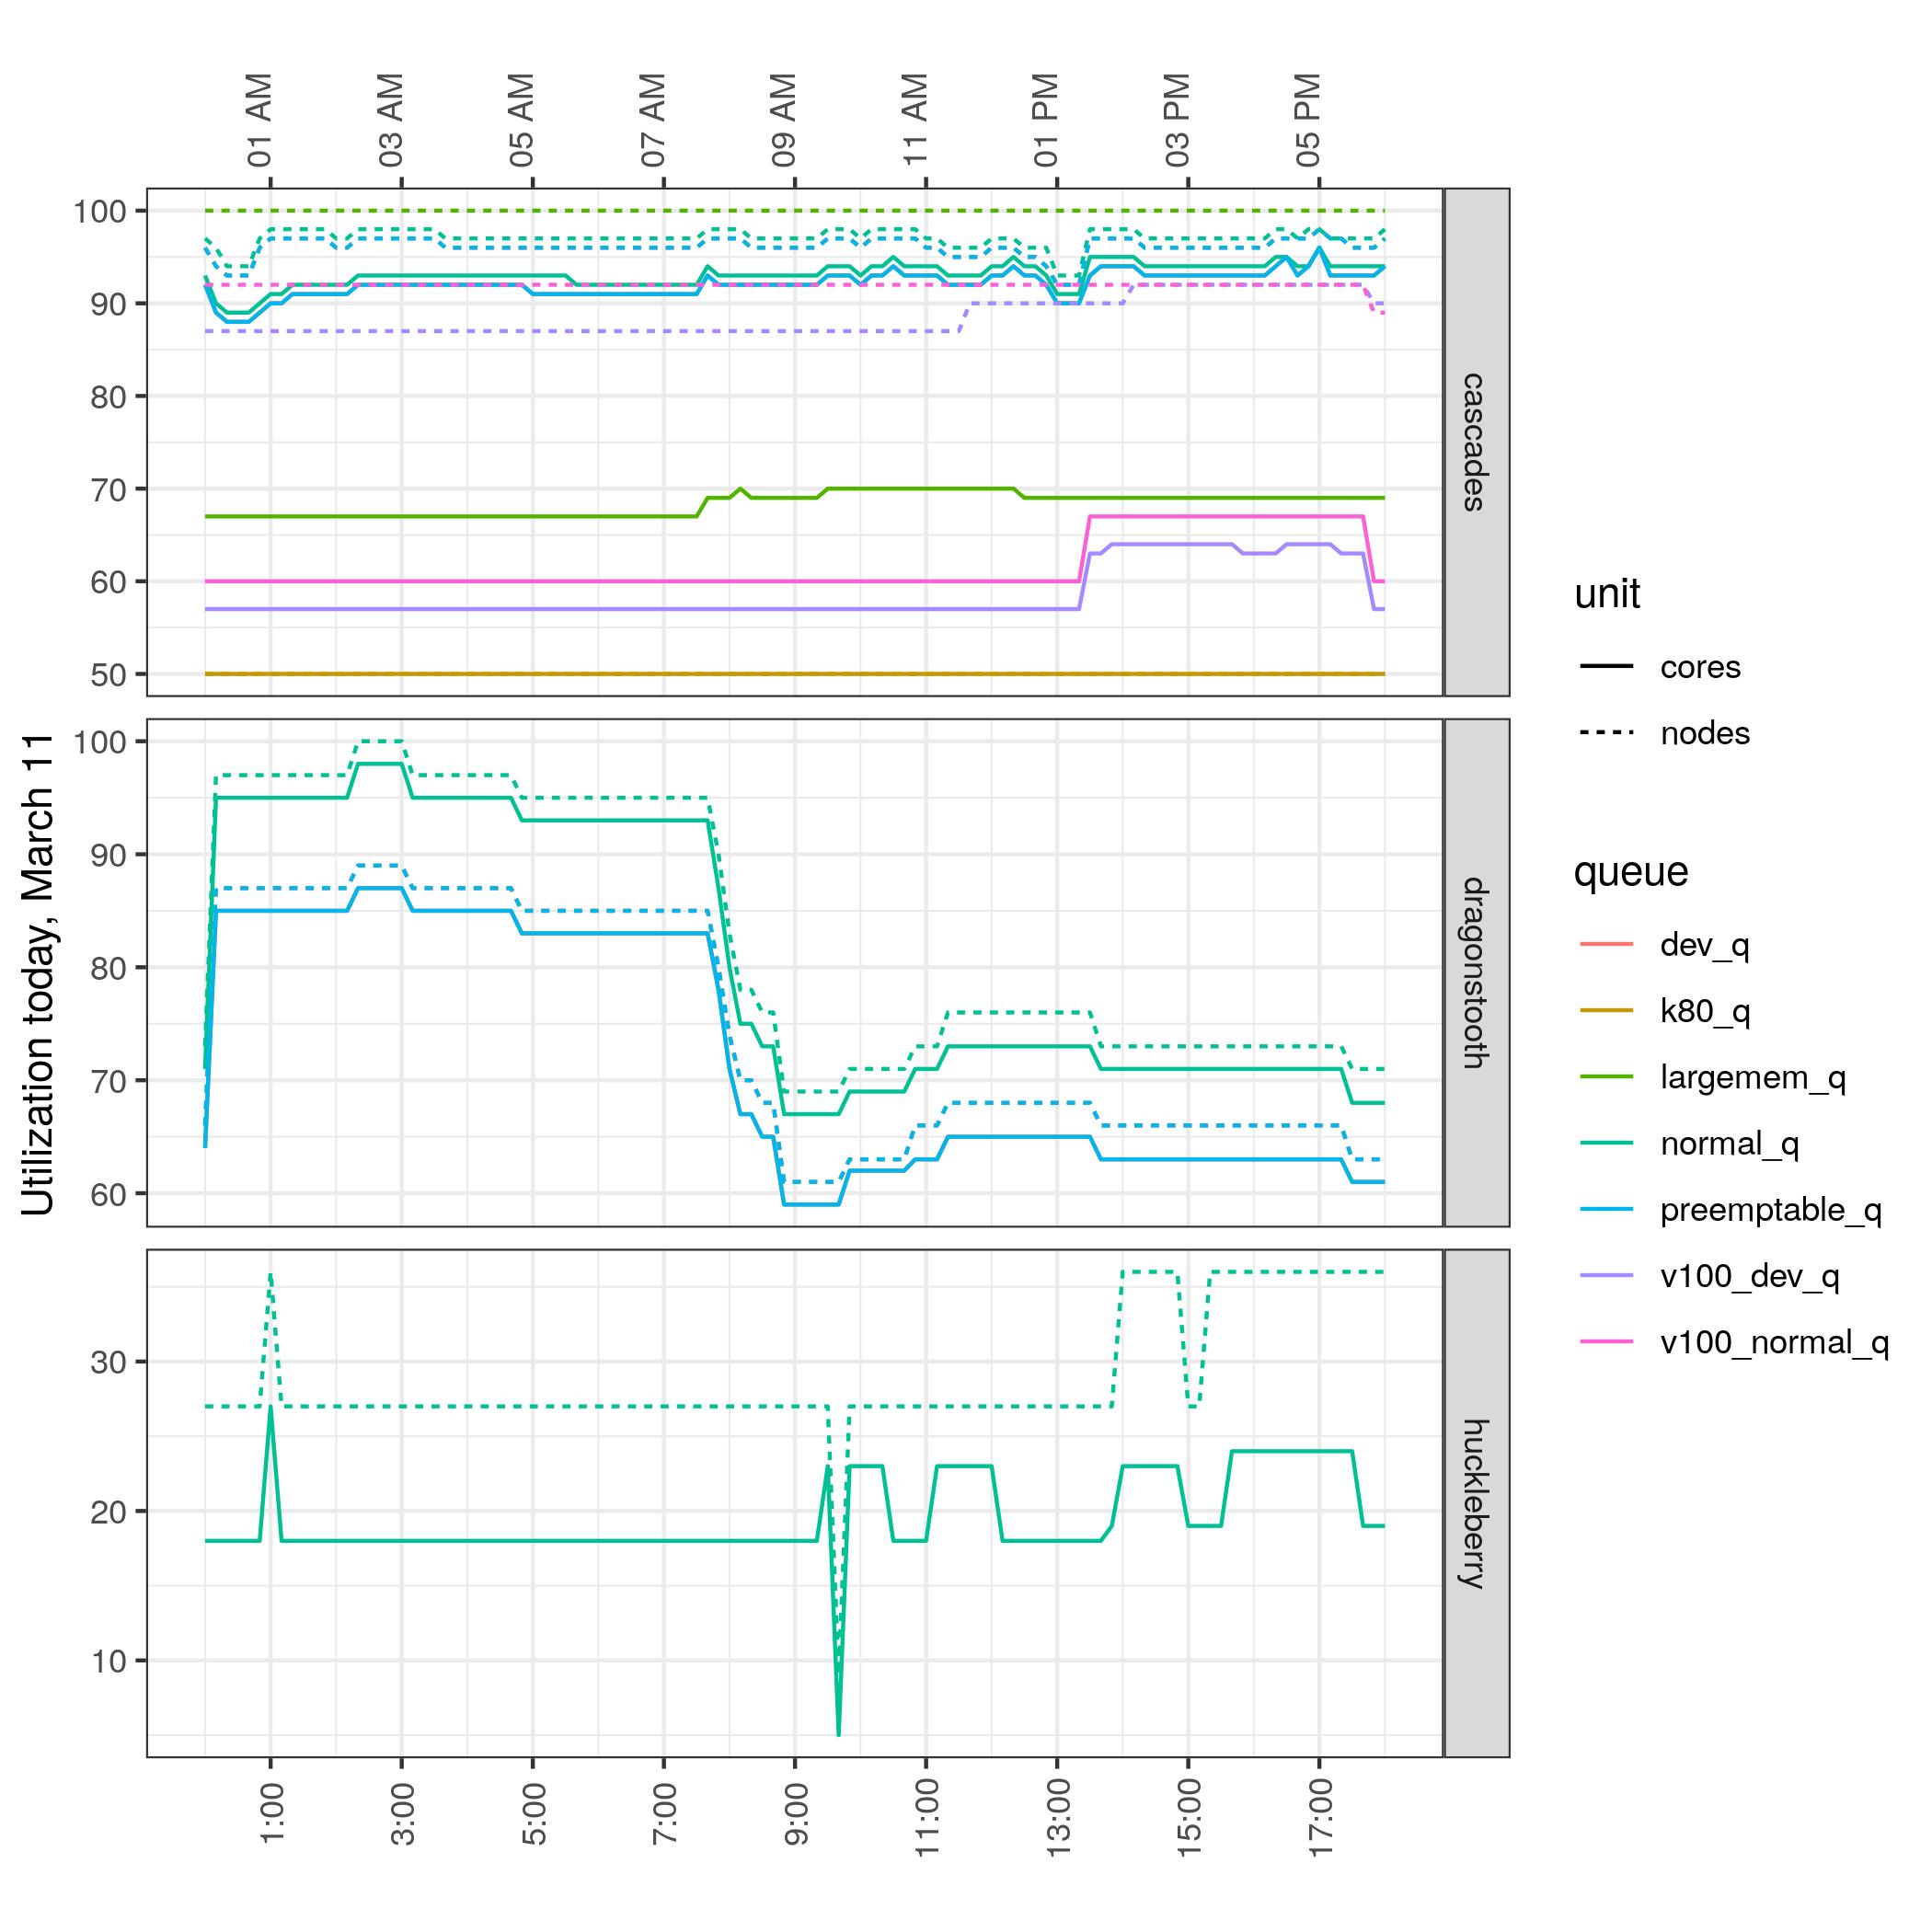 01 AM
03 AM
05 AM
07 AM
09 AM
11 AM
01 PM
03 PM
05 PM
Utilization today, March 11
100
90
80
70
60
50
cascades
100
90
80
70
60
dragonstooth
30
20
10
huckleberry
1:00
3:00
5:00
7:00
9:00
11:00
13:00
15:00
17:00
unit
cores
nodes
queue
dev_q
k80_q
largemem_q
normal_q
preemptable_q
v100_dev_q
v100_normal_q